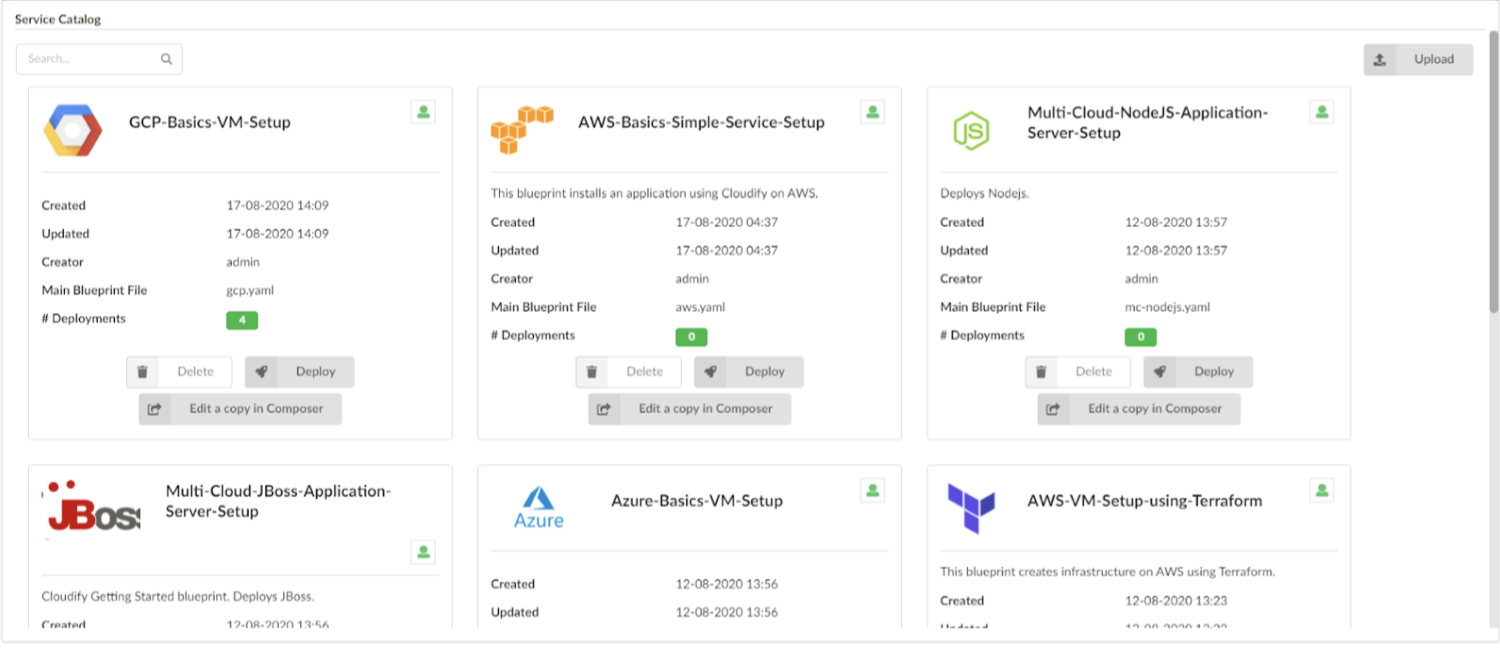 Service Catalog
Search...
Upload
GCP-Basics-VM-Setup
Created 17-08-2020 14:09
Updated 17-08-2020 14:09
Creator admin
Main Blueprint File gcp.yaml
# Deployments 4
Delete Deploy
Edit a copy in Composer
AWS-Basics-Simple-Service-Setup
This blueprint installs an application using Cloudify on AWS.
Created 17-08-2020 04:37
Updated 17-08-2020 04:37
Creator admin
Main Blueprint File aws.yaml
# Deployments 0
Delete Deploy
Edit a copy in Composer
JS
Multi-Cloud-NodeJS-Application-
Server-Setup
Deploys Nodejs.
Created 12-08-2020 13:57
Updated 12-08-2020 13:57
Creator admin
Main Blueprint File mc-nodejs.yaml
# Deployments 0
Delete Deploy
Edit a copy in Composer
JBoss
Multi-Cloud-JBoss-Application-
Server-Setup
Cloudify Getting Started blueprint. Deploys JBoss.
Created 12-08-2020 13:56
Azure
Azure-Basics-VM-Setup
Created 12-08-2020 13:56
Updated 12-08-2020 13:56
AWS-VM-Setup-using-Terraform
This blueprint creates infrastructure on AWS using Terraform.
Created 12-08-2020 13:23